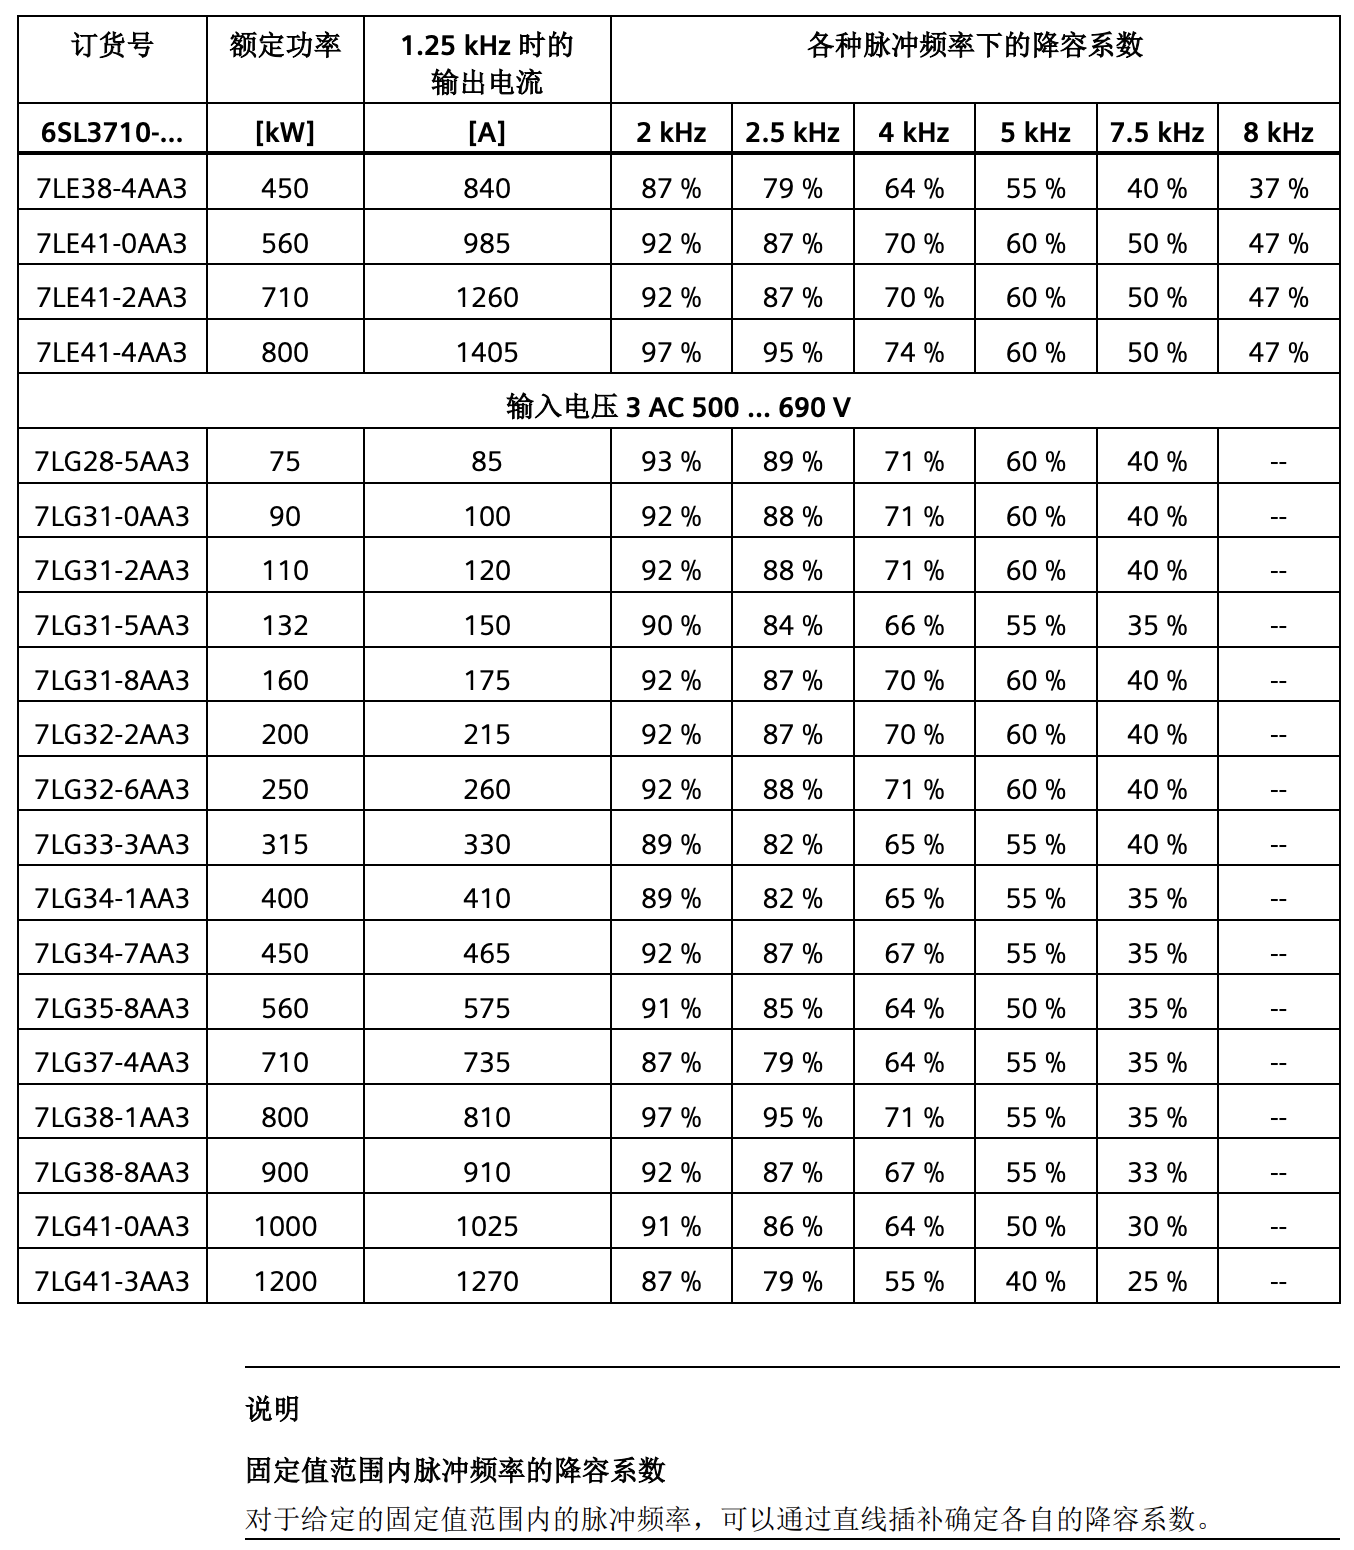 订货号 额定功率 1.25 kHz 时的 各种脉冲频率下的降容系数
输出电流
6SL3710-... [kW] [A] 2 kHz 2.5 kHz 4 kHz 5 kHz 7.5 kHz 8 kHz
7LE38-4AA3 450 840 87 % 79 % 64 % 55 % 40 % 37 %
7LE41-0AA3 560 985 92 % 87 % 70 % 60 % 50 % 47 %
7LE41-2AA3 710 1260 92 % 87 % 70 % 60 % 50 % 47 %
7LE41-4AA3 800 1405 97 % 95 % 74 % 60 % 50 % 47 %
输入电压 3 AC 500 ... 690 V
7LG28-5AA3 75 85 93 % 89 % 71 % 60 % 40 % --
7LG31-0AA3 90 100 92 % 88 % 71 % 60 % 40 % --
7LG31-2AA3 110 120 92 % 88 % 71 % 60 % 40 % --
7LG31-5AA3 132 150 90 % 84 % 66 % 55 % 35 % --
7LG31-8AA3 160 175 92 % 87 % 70 % 60 % 40 % --
7LG32-2AA3 200 215 92 % 87 % 70 % 60 % 40 % --
7LG32-6AA3 250 260 92 % 88 % 71 % 60 % 40 % --
7LG33-3AA3 315 330 89 % 82 % 65 % 55 % 40 % --
7LG34-1AA3 400 410 89 % 82 % 65 % 55 % 35 % --
7LG34-7AA3 450 465 92 % 87 % 67 % 55 % 35 % --
7LG35-8AA3 560 575 91 % 85 % 64 % 50 % 35 % --
7LG37-4AA3 710 735 87 % 79 % 64 % 55 % 35 % --
7LG38-1AA3 800 810 97 % 95 % 71 % 55 % 35 % --
7LG38-8AA3 900 910 92 % 87 % 67 % 55 % 33 % --
7LG41-0AA3 1000 1025 91 % 86 % 64 % 50 % 30 % --
7LG41-3AA3 1200 1270 87 % 79 % 55 % 40 % 25 % --
说明
固定值范围内脉冲频率的降容系数
对于给定的固定值范围内的脉冲频率，可以通过直线插补确定各自的降容系数。